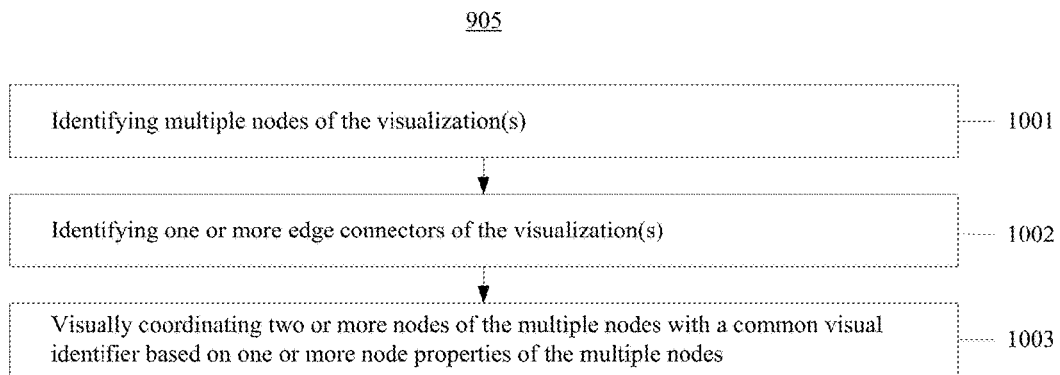 905
Identifying multiple nodes of the visualization(s)
1001
Identifying one or more edge connectors of the visualization(s)
1002
Visually coordinating two or more nodes of the multiple nodes with a common visual
identifier based on one or more node properties of the multiple nodes
1003